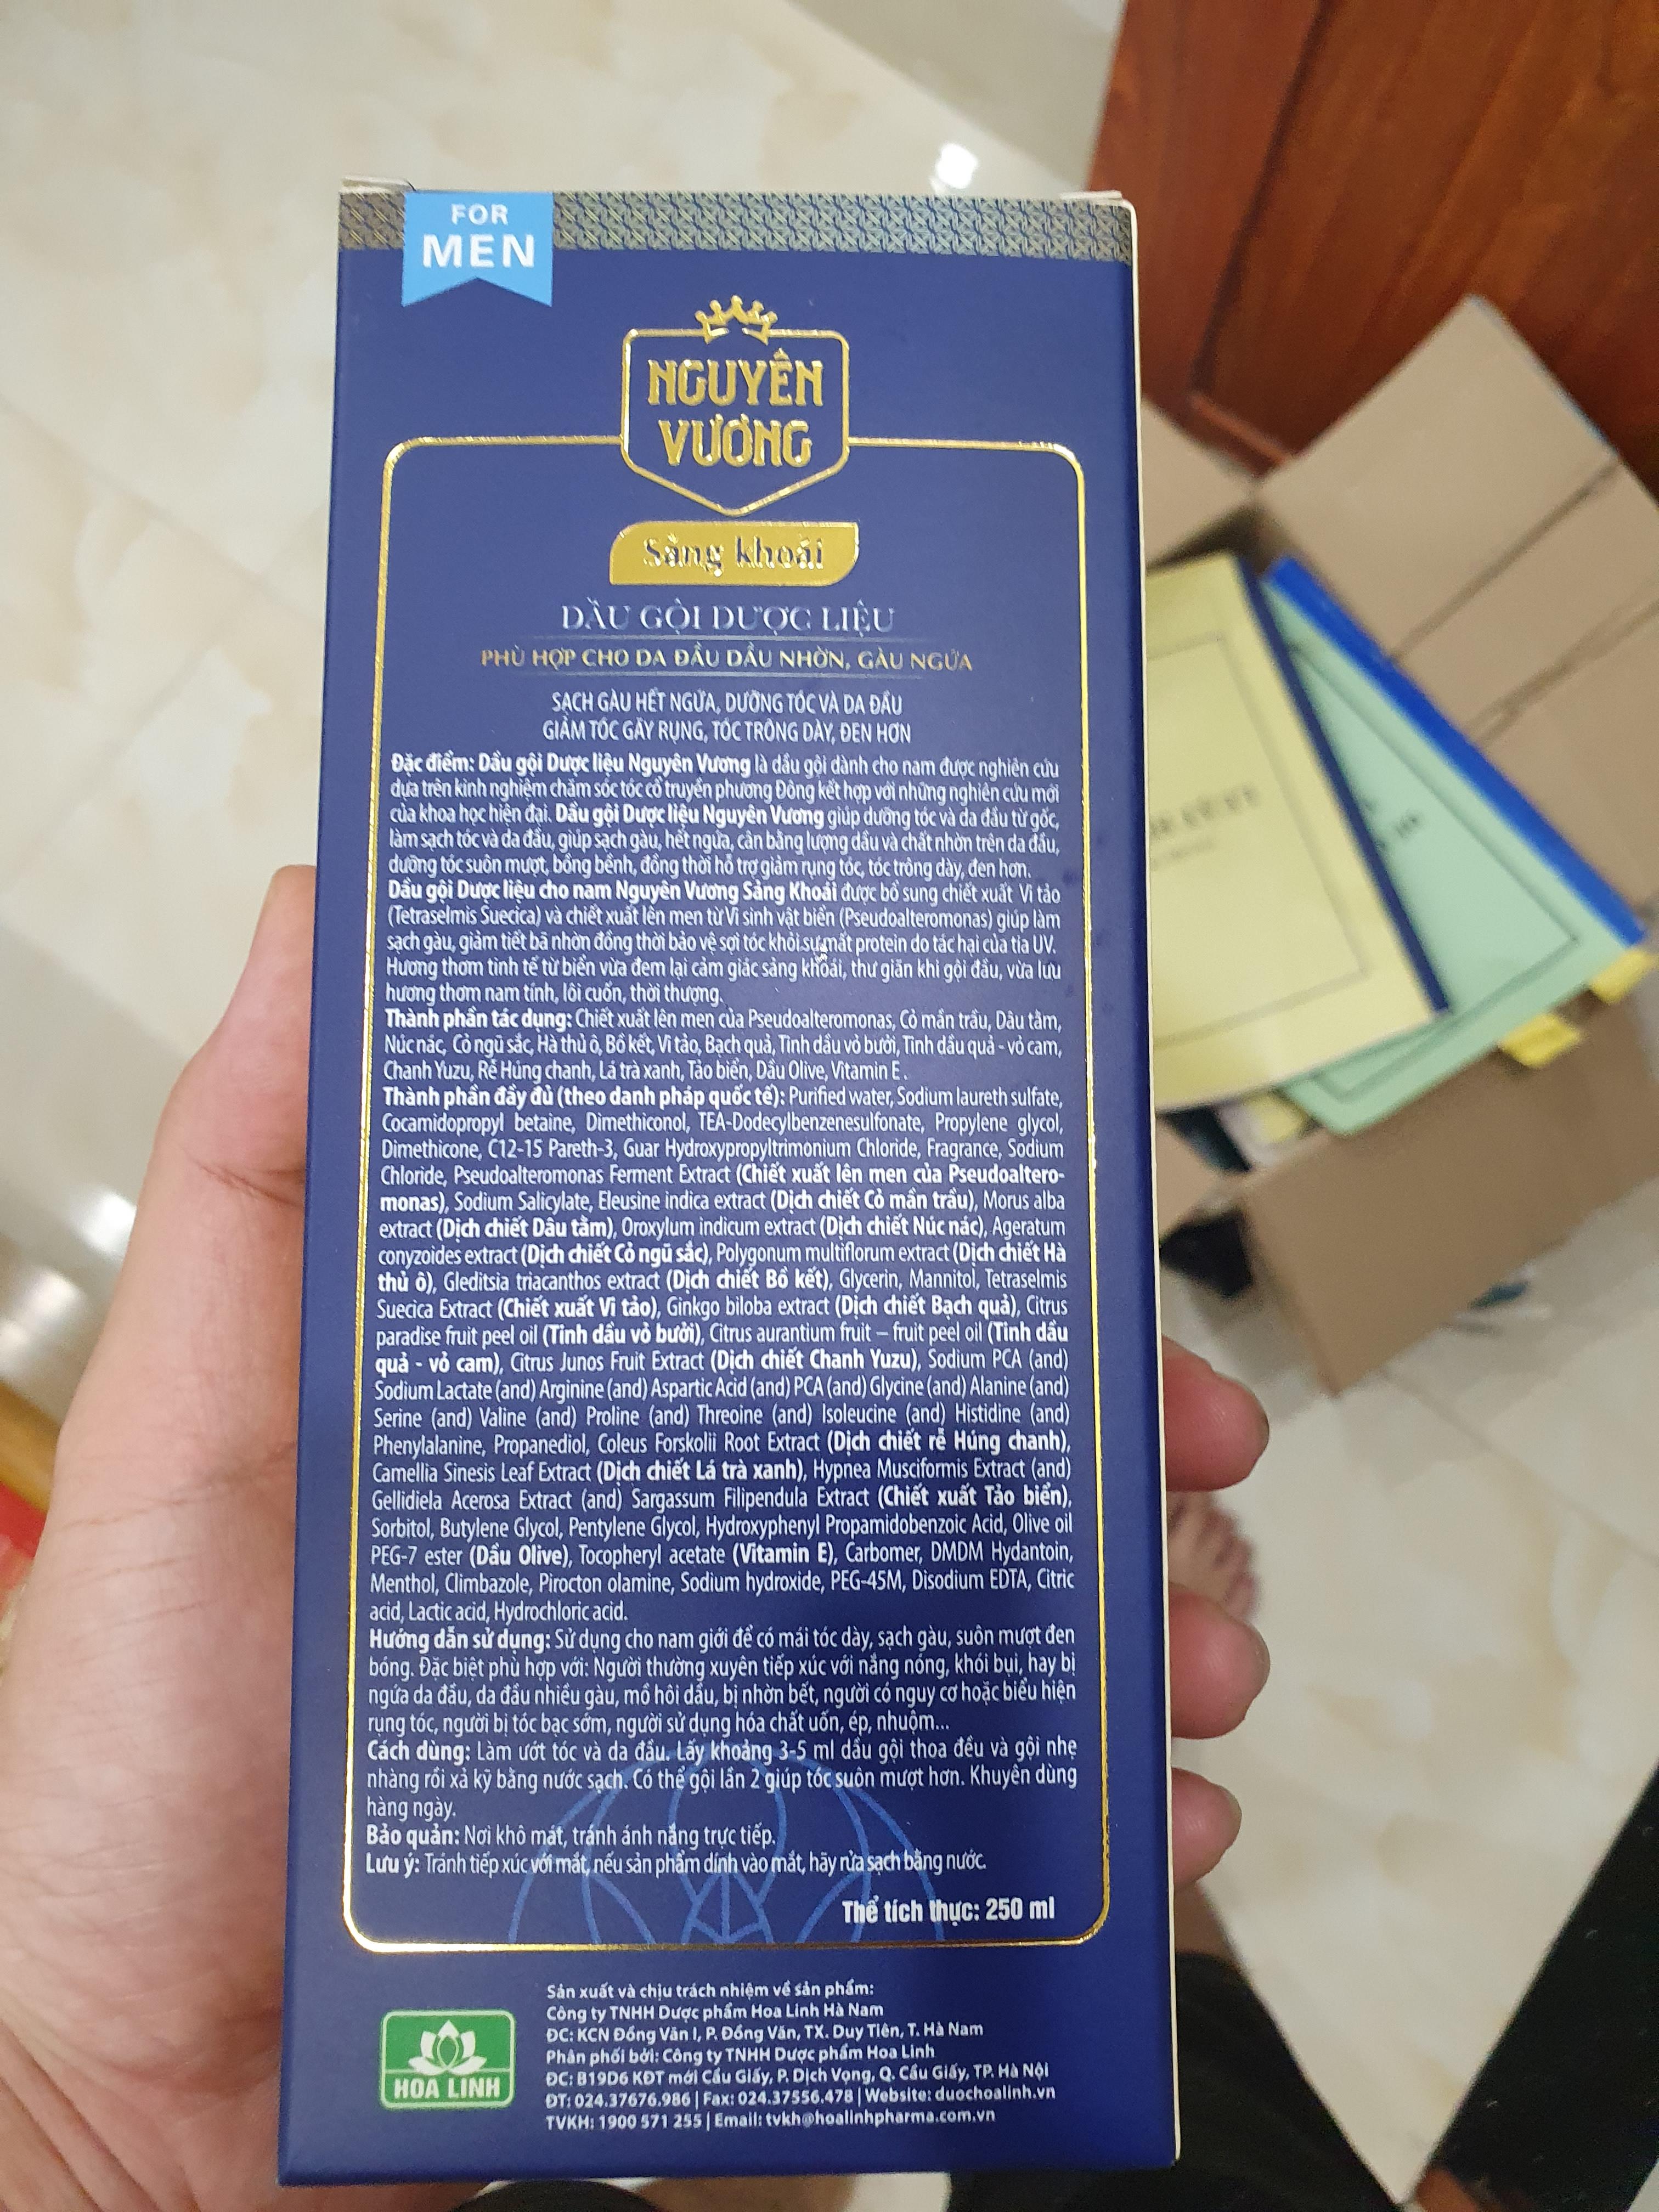 FOR
MEN
NGUYÊN
VƯƠNG
Sảng khoái
DẦU GỘI DƯỢC LIỆU
PHÙ HỢP CHO DA ĐẦU DẦU NHỜN, GÀU NGỨA
SẠCH GÀU HẾT NGỨA, DƯỠNG TÓC VÀ DA ĐẦU
GIẢM TÓC GÃY RỤNG, TÓC TRÔNG DÀY, ĐEN HƠN
Đặc điểm: Dầu gội Dược liệu Nguyên Vương là dầu gội dành cho nam được nghiên cứu
dựa trên kinh nghiệm chăm sóc tóc cổ truyền phương Đông kết hợp với những nghiên cứu mới
của khoa học hiện đại. Dầu gội Dược liệu Nguyên Vương giúp dưỡng tóc và da đầu từ gốc,
làm sạch tóc và da đầu, giúp sạch gàu, hết ngứa, cân bằng lượng dầu và chất nhờn trên da đầu,
dưỡng tóc suôn mượt, bồng bềnh, đồng thời hỗ trợ giảm rụng tóc, tóc trông dày, đen hơn.
Dầu gội Dược liệu cho nam Nguyên Vương Sảng Khoái được bổ sung chiết xuất Vi tảo
(Tetraselmis Suecica) và chiết xuất lên men từ Vi sinh vật biển (Pseudoalteromonas) giúp làm
sạch gàu, giảm tiết bã nhờn đồng thời bảo vệ sợi tóc khỏi sự mất protein do tác hại của tia UV.
Hương thơm tinh tế từ biển vừa đem lại cảm giác sảng khoái, thư giãn khi gội đầu, vừa lưu
hương thơm nam tính, lôi cuốn, thời thượng.
Thành phần tác dụng: Chiết xuất lên men của Pseudoalteromonas, Cỏ mần trầu, Dâu tằm,
Núc nác, Cỏ ngũ sắc, Hà thủ ô, Bồ kết, Vi tảo, Bạch quả, Tinh dầu vỏ bưởi, Tinh dầu quả - vỏ cam,
Chanh Yuzu, Rễ Húng chanh, Lá trà xanh, Tảo biển, Dầu Olive, Vitamin E .
Thành phần đầy đủ (theo danh pháp quốc tế): Purified water, Sodium laureth sulfate,
Cocamidopropyl betaine, Dimethiconol, TEA-Dodecylbenzenesulfonate, Propylene glycol,
Dimethicone, C12-15 Pareth-3, Guar Hydroxypropyltrimonium Chloride, Fragrance, Sodium
Chloride, Pseudoalteromonas Ferment Extract (Chiết xuất lên men của Pseudoaltero-
monas), Sodium Salicylate, Eleusine indica extract (Dịch chiết Cỏ mần trầu), Morus alba
extract (Dịch chiết Dâu tằm), Oroxylum indicum extract (Dịch chiết Núc nác), Ageratum
conyzoides extract (Dịch chiết Cỏ ngũ sắc), Polygonum multiflorum extract (Dịch chiết Hà
thủ ô), Gleditsia triacanthos extract (Dịch chiết Bồ kết), Glycerin, Mannitol, Tetraselmis
Suecica Extract (Chiết xuất Vi tảo), Ginkgo biloba extract (Dịch chiết Bạch quả), Citrus
paradise fruit peel oil (Tinh dầu vỏ bưởi), Citrus aurantium fruit – fruit peel oil (Tinh dầu
quả - vỏ cam), Citrus Junos Fruit Extract (Dịch chiết Chanh Yuzu), Sodium PCA (and)
Sodium Lactate (and) Arginine (and) Aspartic Acid (and) PCA (and) Glycine (and) Alanine (and)
Serine (and) Valine (and) Proline (and) Threoine (and) Isoleucine (and) Histidine (and)
Phenylalanine, Propanediol, Coleus Forskolii Root Extract (Dịch chiết rễ Húng chanh),
Camellia Sinesis Leaf Extract (Dịch chiết Lá trà xanh), Hypnea Musciformis Extract (and)
Gellidiela Acerosa Extract (and) Sargassum Filipendula Extract (Chiết xuất Tảo biển),
Sorbitol, Butylene Glycol, Pentylene Glycol, Hydroxyphenyl Propamidobenzoic Acid, Olive oil
PEG-7 ester (Dầu Olive), Tocopheryl acetate (Vitamin E), Carbomer, DMDM Hydantoin,
Menthol, Climbazole, Pirocton olamine, Sodium hydroxide, PEG-45M, Disodium EDTA, Citric
acid, Lactic acid, Hydrochloric acid.
Hướng dẫn sử dụng: Sử dụng cho nam giới để có mái tóc dày, sạch gàu, suôn mượt đen
bóng. Đặc biệt phù hợp với: Người thường xuyên tiếp xúc với nắng nóng, khói bụi, hay bị
ngứa da đầu, da đầu nhiều gàu, mồ hôi dầu, bị nhờn bết, người có nguy cơ hoặc biểu hiện
rụng tóc, người bị tóc bạc sớm, người sử dụng hóa chất uốn, ép, nhuộm...
Cách dùng: Làm ướt tóc và da đầu. Lấy khoảng 3-5 ml dầu gội thoa đều và gội nhẹ
nhàng rồi xả kỹ bằng nước sạch. Có thể gội lần 2 giúp tóc suôn mượt hơn. Khuyên dùng
hàng ngày.
Bảo quản: Nơi khô mát, tránh ánh nắng trực tiếp.
Lưu ý: Tránh tiếp xúc với mắt, nếu sản phẩm dính vào mắt, hãy rửa sạch bằng nước.
Thể tích thực: 250 ml
HOA LINH
Sản xuất và chịu trách nhiệm về sản phẩm:
Công ty TNHH Dược phẩm Hoa Linh Hà Nam
ĐC: KCN Đồng Văn I, P. Đồng Văn, TX. Duy Tiên, T. Hà Nam
Phân phối bởi: Công ty TNHH Dược phẩm Hoa Linh
ĐC: B19D6 KĐT mới Cầu Giấy, P. Dịch Vọng, Q. Cầu Giấy, TP. Hà Nội
ĐT: 024.37676.986 | Fax: 024.37556.478 | Website: duochoalinh.vn
TVKH: 1900 571 255 | Email: tvkh@hoalinhpharma.com.vn